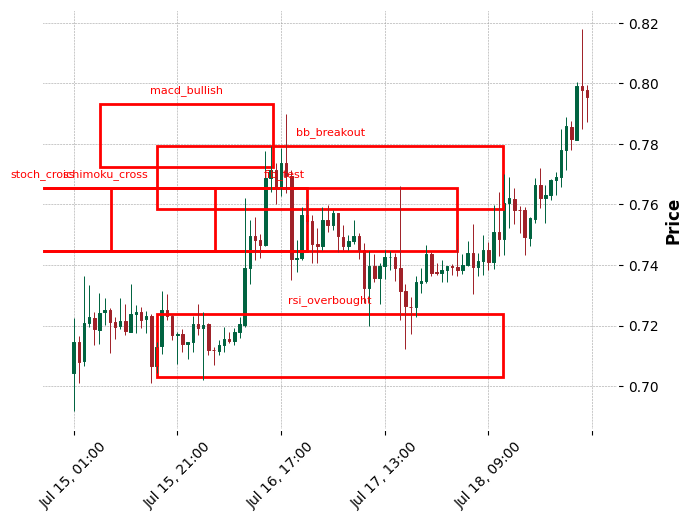 0.82
0.80
macd_bullish
0.78
bb_breakout
stoch_cross
ichimoku_cross
0.76
Price
0.74
rsi_overbought
0.72
0.70
Jul 15, 01:00
Jul 15, 21:00
Jul 16, 17:00
Jul 17, 13:00
Jul 18, 09:00